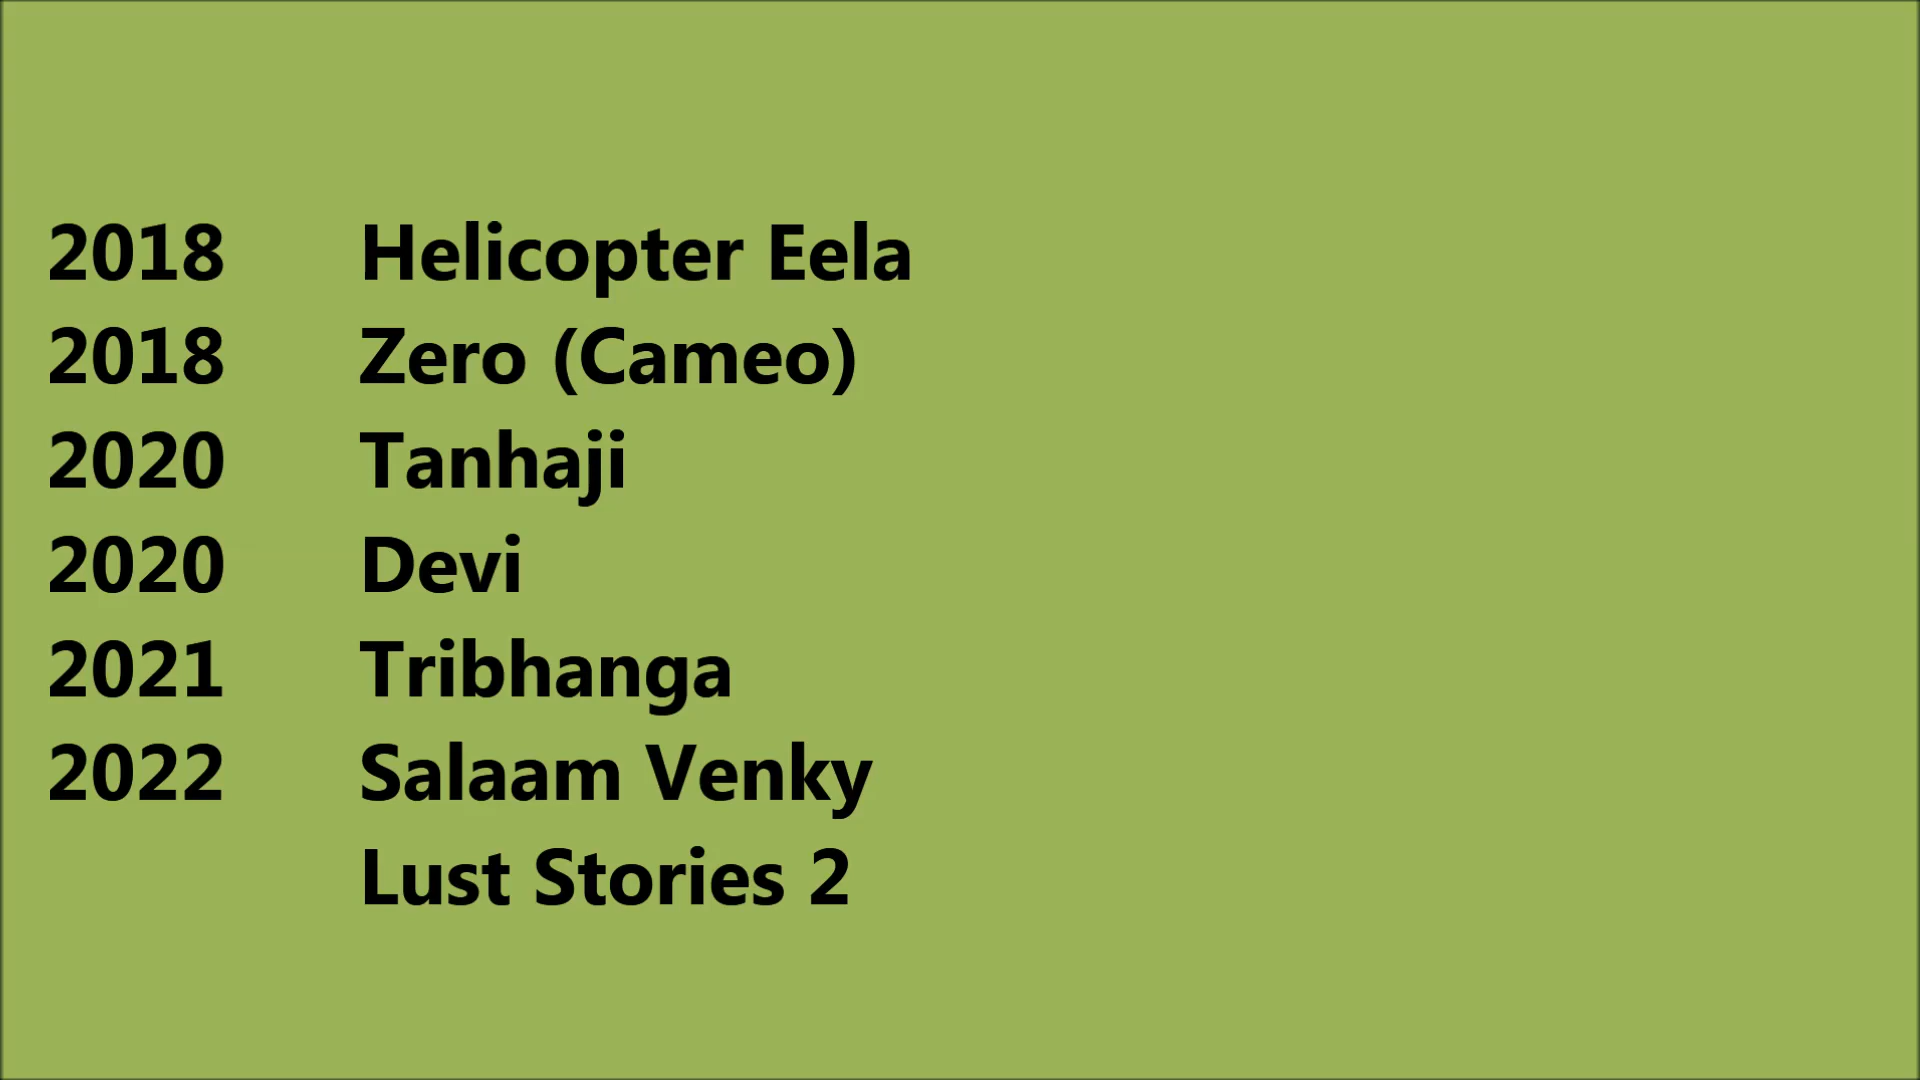 2018 Helicopter Eela
2018 Zero (Cameo)
2020 Tanhaji
2020 Devi
2021 Tribhanga
2022 Salaam Venky
Lust Stories 2